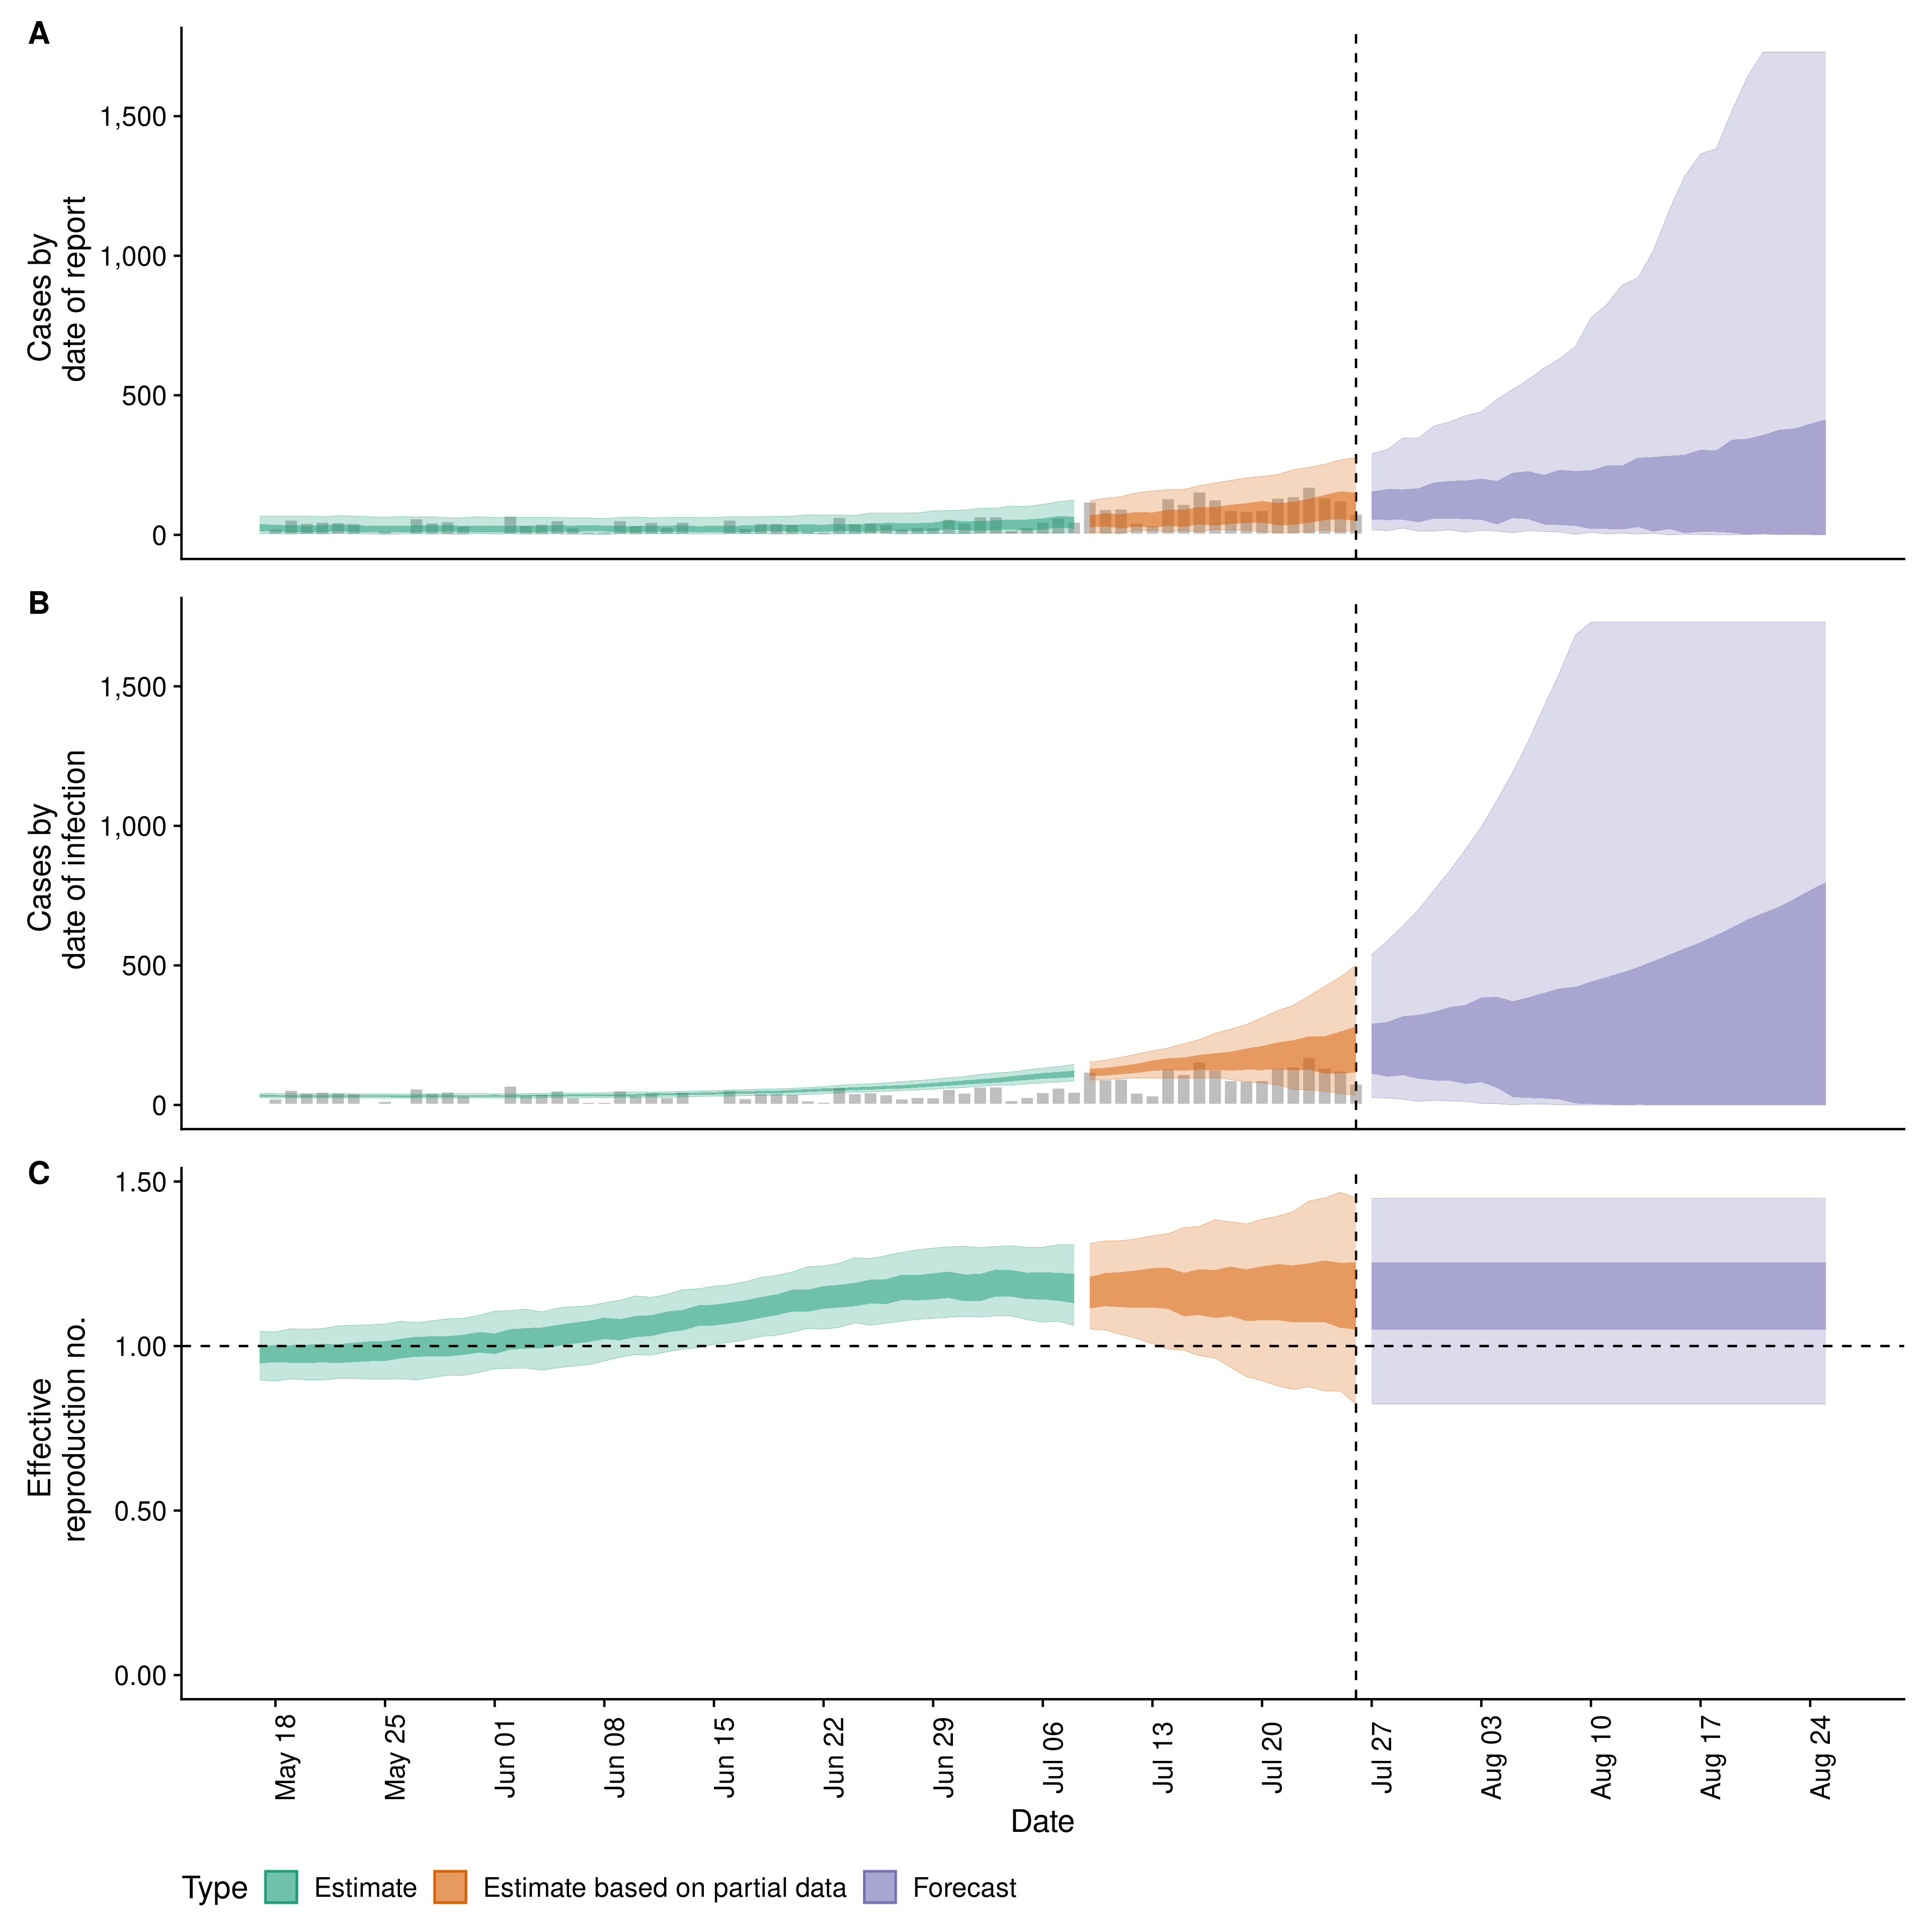 A
Cases by
date of report
1,500
1,000
500
0
B
Cases by
date of infection
1,500
1,000
500
0
C
Effective
reproduction no.
1.50
1.00
0.50
0.00
May 18
May 25
Jun 01
Jun 08
Jun 15
Jun 22
Jun 29
Jul 06
Jul 13
Jul 20
Jul 27
Aug 03
Aug 10
Aug 17
Aug 24
Date
Type Estimate Estimate based on partial data Forecast